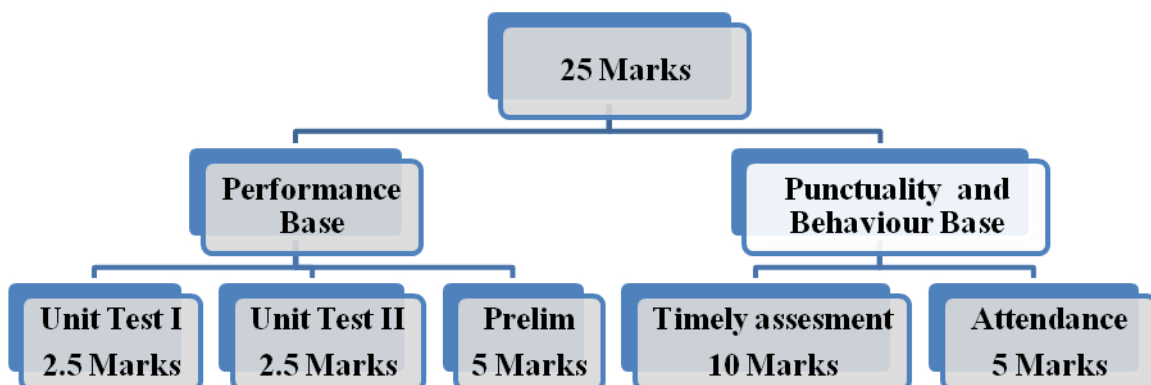 25 Marks
Performance
Base
Punctuality and
Behaviour Base
Unit Test I
2.5 Marks
Unit Test II
2.5 Marks
Prelim
5 Marks
Timely assesment
10 Marks
Attendance
5 Marks